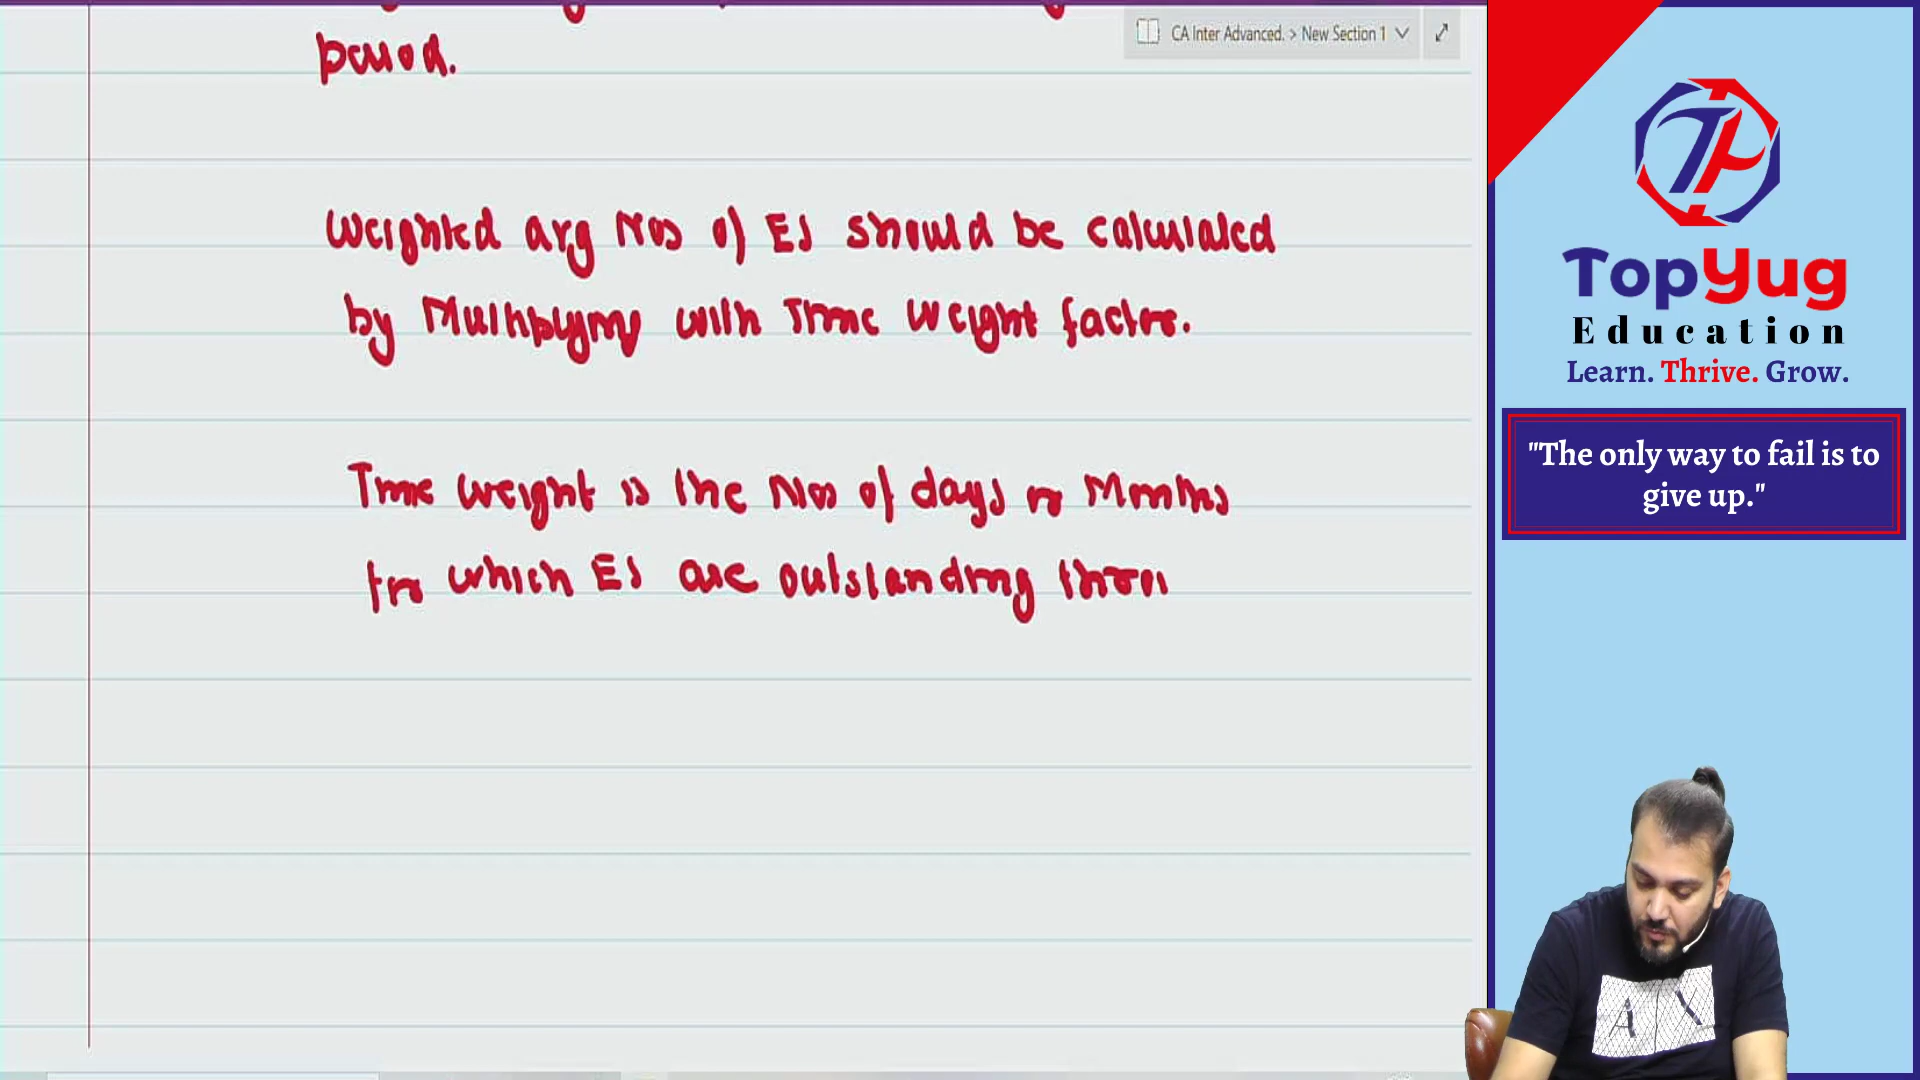 period.
CA Inter Advanced. > New Section 1
Weighted avg Nos of ES should be calculated
by Multiplying with Time Weight factor.
Time weight is the Nos of days or Months
for which ES are outstanding
TopYug
Education
Learn. Thrive. Grow.
"The only way to fail is to
give up."
A X